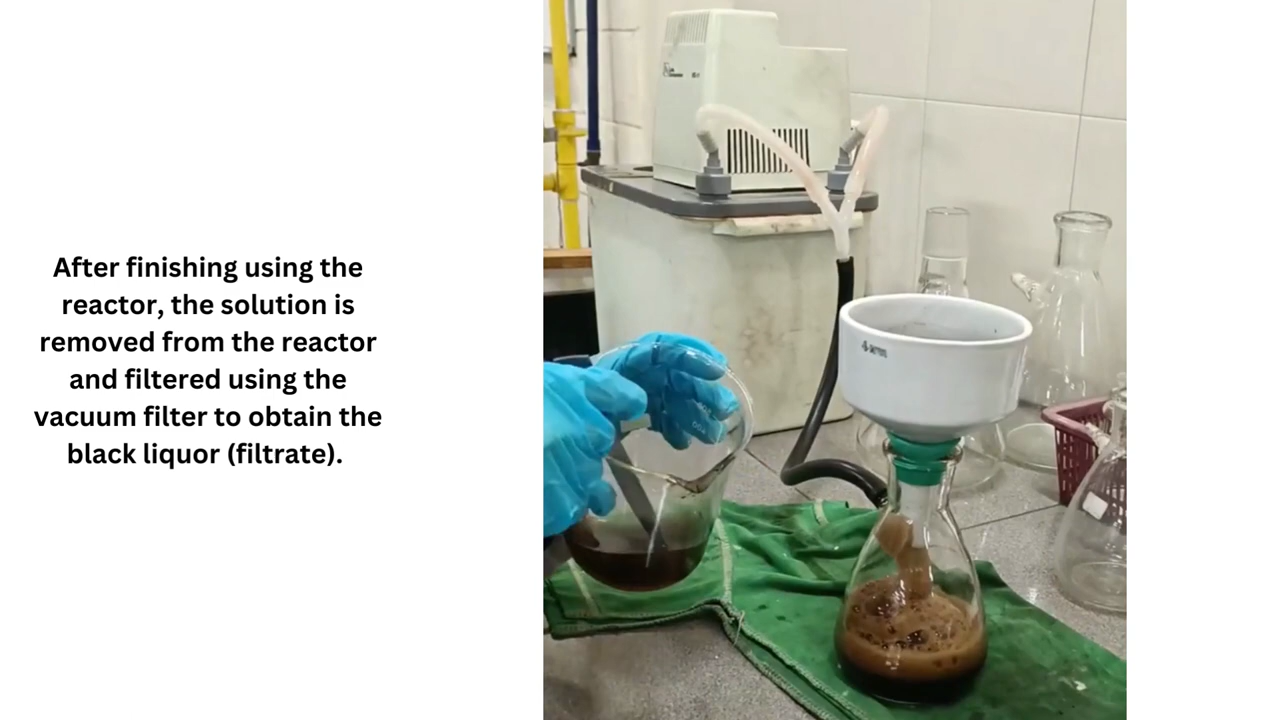 After finishing using the
reactor, the solution is
removed from the reactor
and filtered using the
vacuum filter to obtain the
black liquor (filtrate).